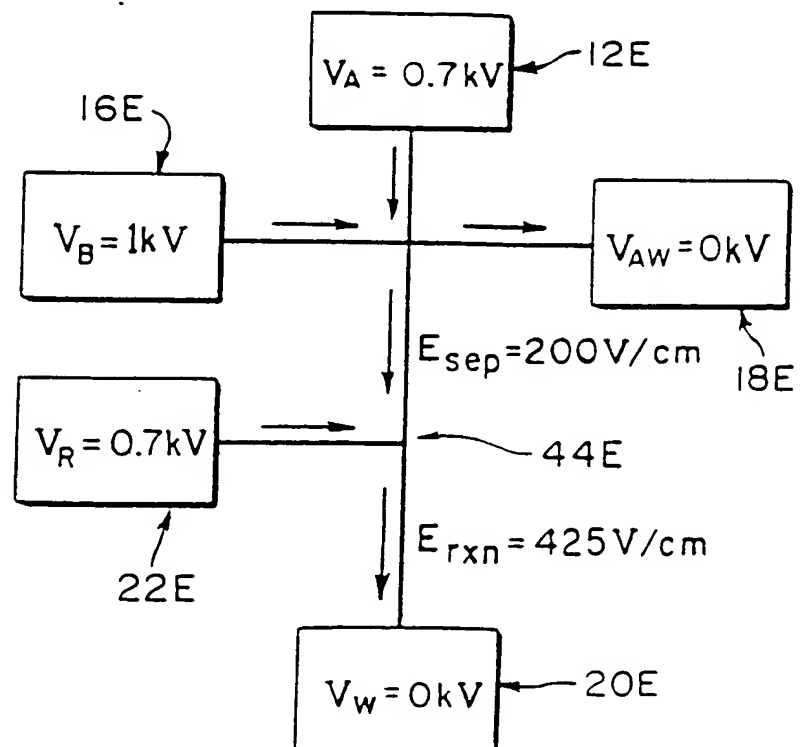 V_A = 0.7kV
12E
16E
V_B = 1kV
V_AW = 0kV
E_sep = 200V/cm
18E
V_R = 0.7kV
44E
E_rxn = 425V/cm
22E
V_W = 0kV
20E